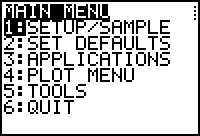 MAIN MENU
1:SETUP/SAMPLE
2:SET DEFAULTS
3:APPLICATIONS
4:PLOT MENU
5:TOOLS
6:QUIT